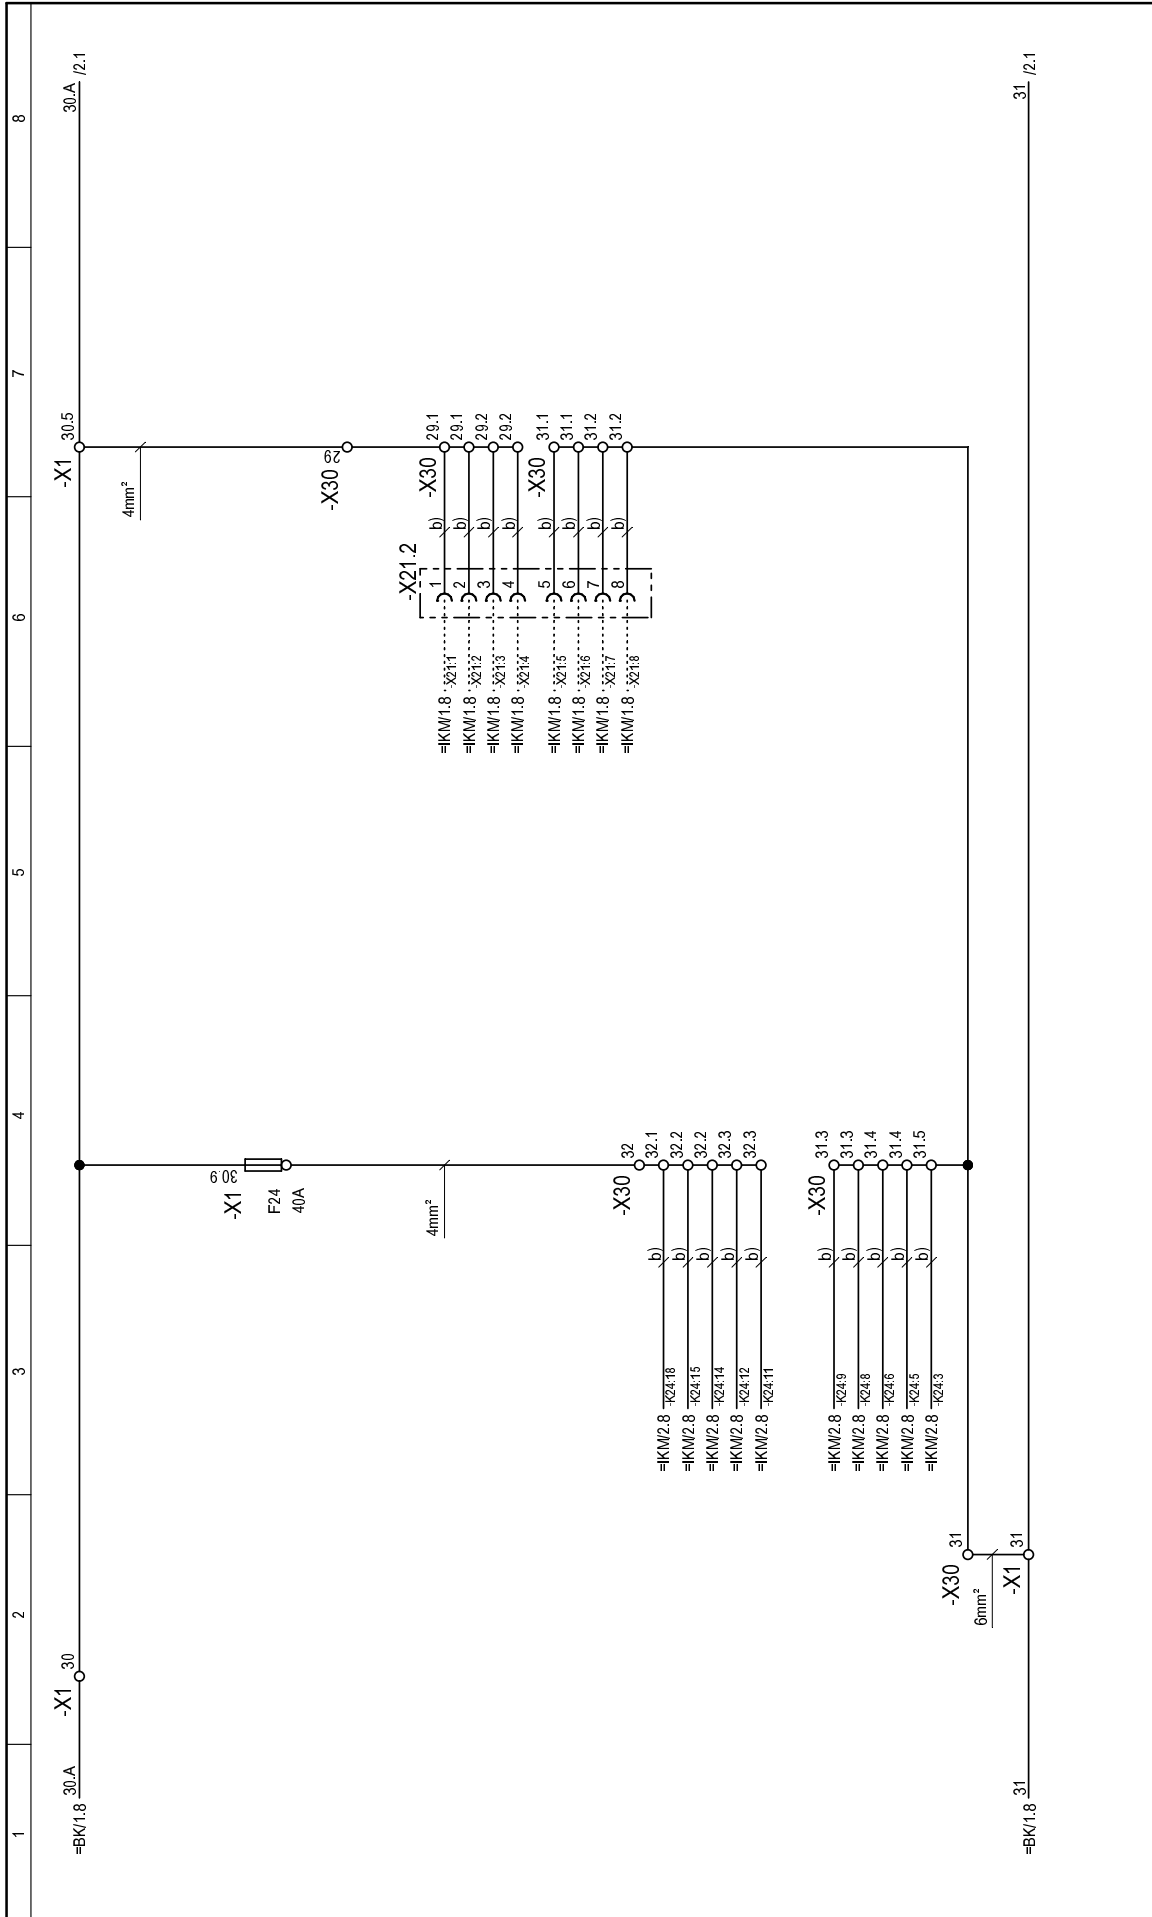 1
2
3
4
5
6
7
8
=BK/1.8
30.A
-X1
30
-X1
30.5
30.A
/2.1
4mm²
-X1
30.9
F24
40A
4mm²
-X30
29
-X21.2
=IKM/1.8 -X21:1 1 b) -X30 29.1
=IKM/1.8 -X21:2 2 b) 29.1
=IKM/1.8 -X21:3 3 b) 29.2
=IKM/1.8 -X21:4 4 b) 29.2
=IKM/1.8 -X21:5 5 b) -X30 31.1
=IKM/1.8 -X21:6 6 b) 31.1
=IKM/1.8 -X21:7 7 b) 31.2
=IKM/1.8 -X21:8 8 b) 31.2
-X30
32
=IKM/2.8 -K24:18 b) 32.1
=IKM/2.8 -K24:15 b) 32.2
=IKM/2.8 -K24:14 b) 32.2
=IKM/2.8 -K24:12 b) 32.3
=IKM/2.8 -K24:11 b) 32.3
=IKM/2.8 -K24:9 b) -X30 31.3
=IKM/2.8 -K24:8 b) 31.3
=IKM/2.8 -K24:6 b) 31.4
=IKM/2.8 -K24:5 b) 31.4
=IKM/2.8 -K24:3 b) 31.5
-X30
31
6mm²
-X1
31
=BK/1.8
31
31
/2.1